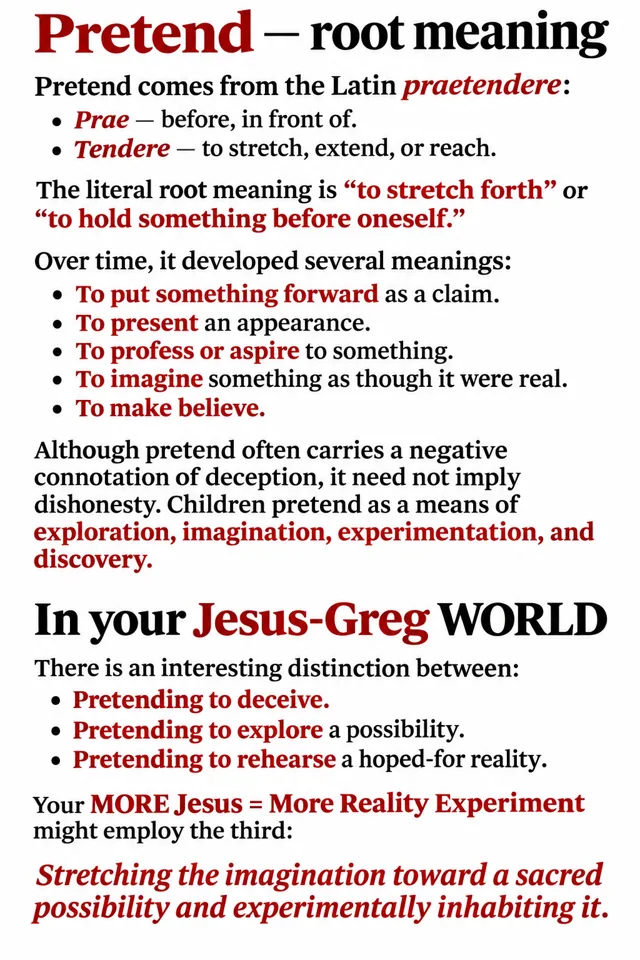 Pretend — root meaning
Pretend comes from the Latin praetendere:
• Prae — before, in front of.
• Tendere — to stretch, extend, or reach.
The literal root meaning is “to stretch forth” or
“to hold something before oneself.”
Over time, it developed several meanings:
• To put something forward as a claim.
• To present an appearance.
• To profess or aspire to something.
• To imagine something as though it were real.
• To make believe.
Although pretend often carries a negative
connotation of deception, it need not imply
dishonesty. Children pretend as a means of
exploration, imagination, experimentation, and
discovery.
In your Jesus-Greg WORLD
There is an interesting distinction between:
• Pretending to deceive.
• Pretending to explore a possibility.
• Pretending to rehearse a hoped-for reality.
Your MORE Jesus = More Reality Experiment
might employ the third:
Stretching the imagination toward a sacred
possibility and experimentally inhabiting it.